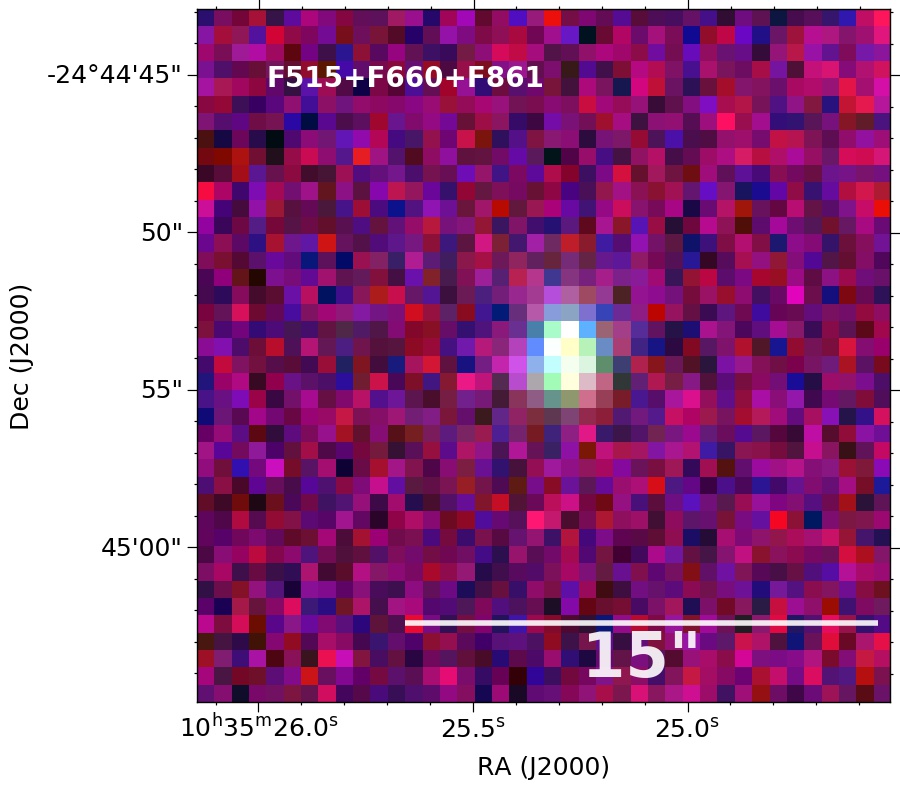 F515+F660+F861
-24°44'45"
50"
55"
45'00"
Dec (J2000)
15"
10ʰ35ᵐ26.0ˢ 25.5ˢ 25.0ˢ
RA (J2000)